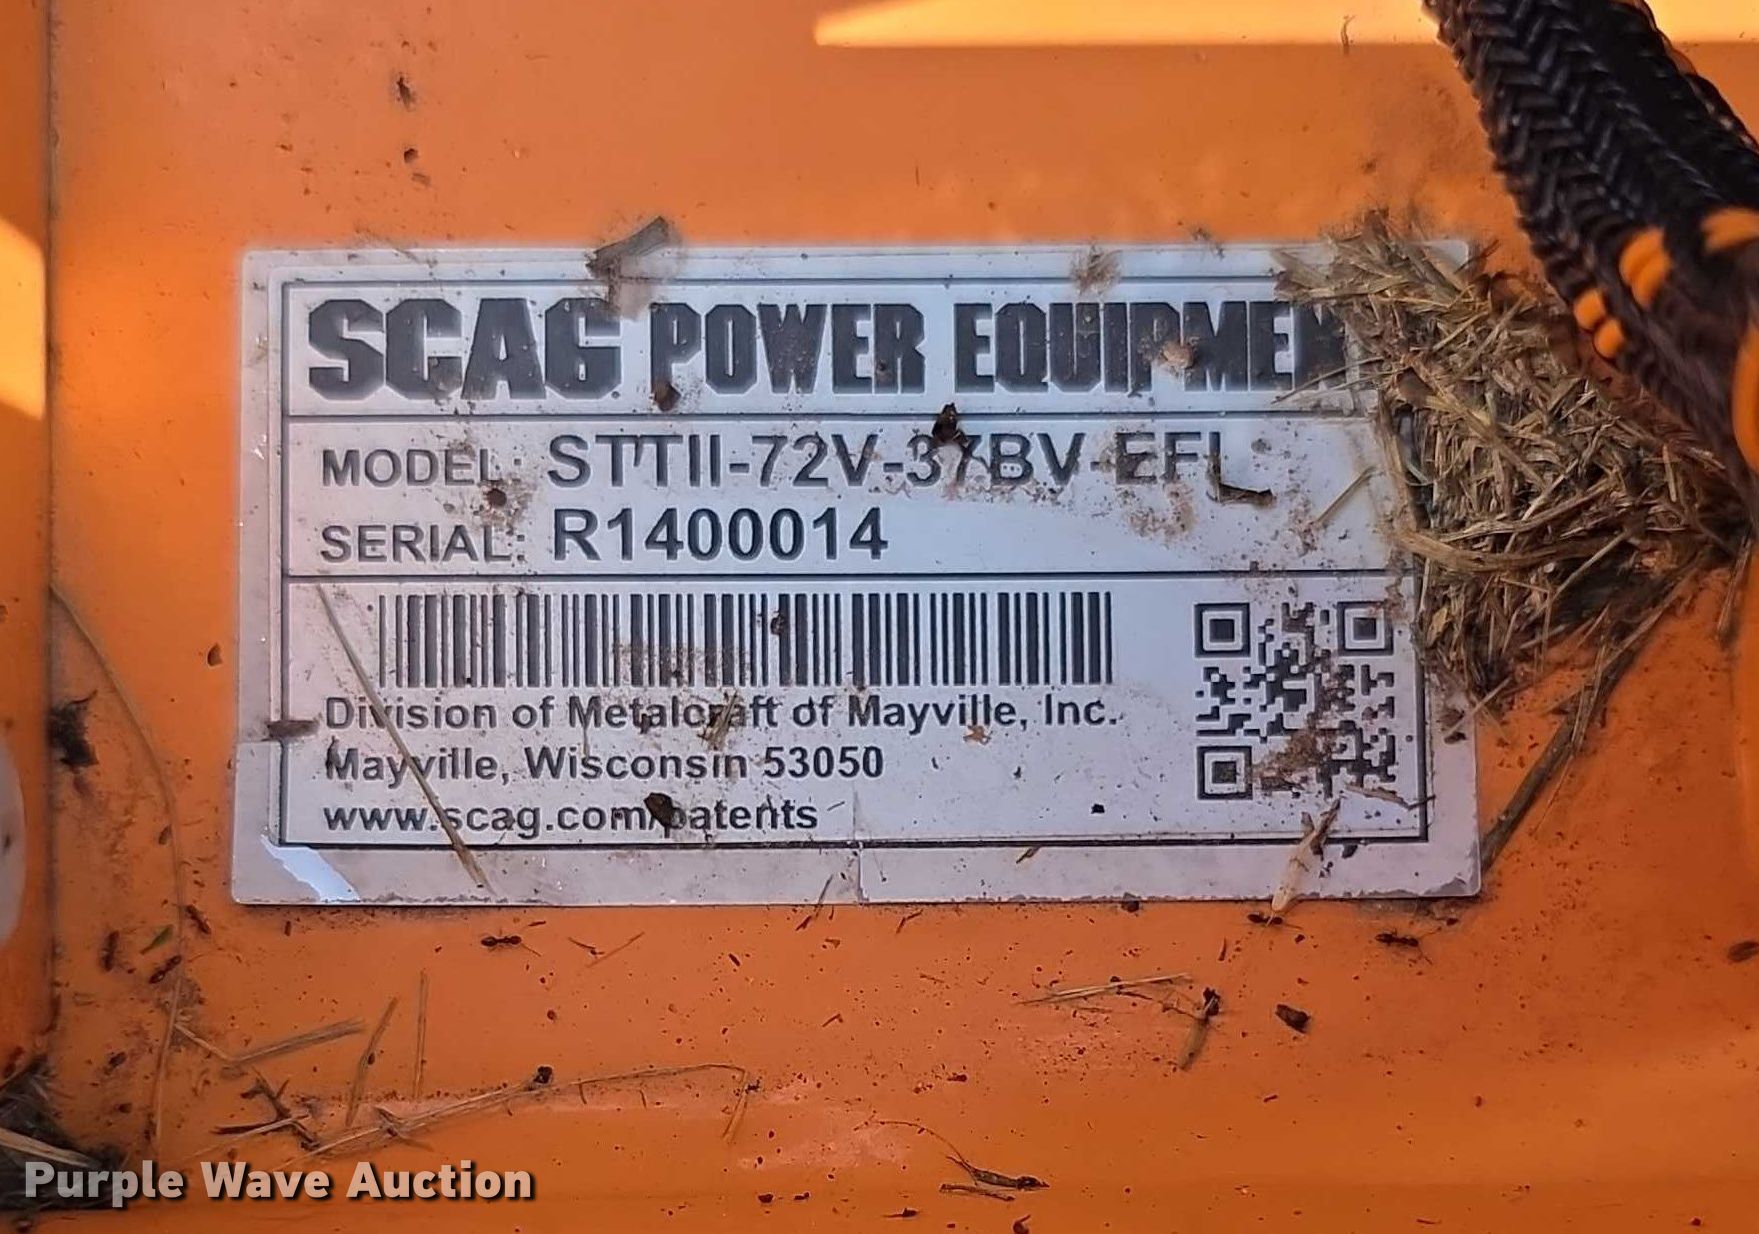 SCAG POWER EQUIPMEN
MODEL: STTII-72V-37BV-EFI
SERIAL: R1400014
Division of Metalcraft of Mayville, Inc.
Mayville, Wisconsin 53050
www.scag.com/patents
Purple Wave Auction